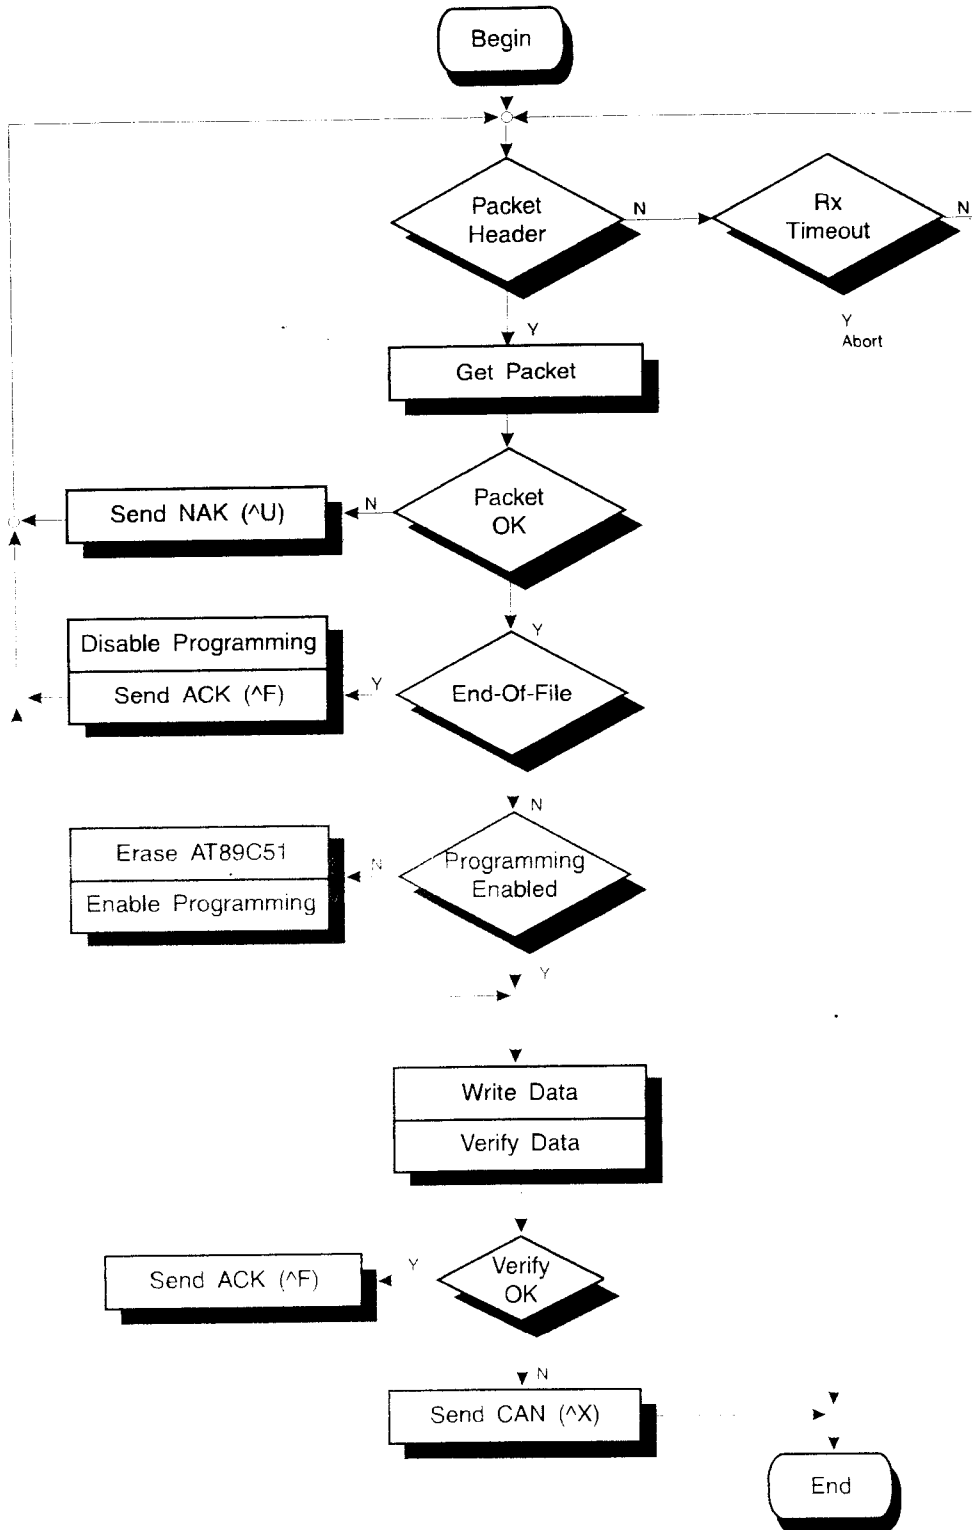 Begin
Packet
Header
N
Rx
Timeout
N
Y
Y
Abort
Get Packet
Packet
OK
N
Send NAK (^U)
Y
Disable Programming
Send ACK (^F)
Y
End-Of-File
N
Erase AT89C51
Enable Programming
N
Programming
Enabled
Y
Write Data
Verify Data
Send ACK (^F)
Y
Verify
OK
N
Send CAN (^X)
End